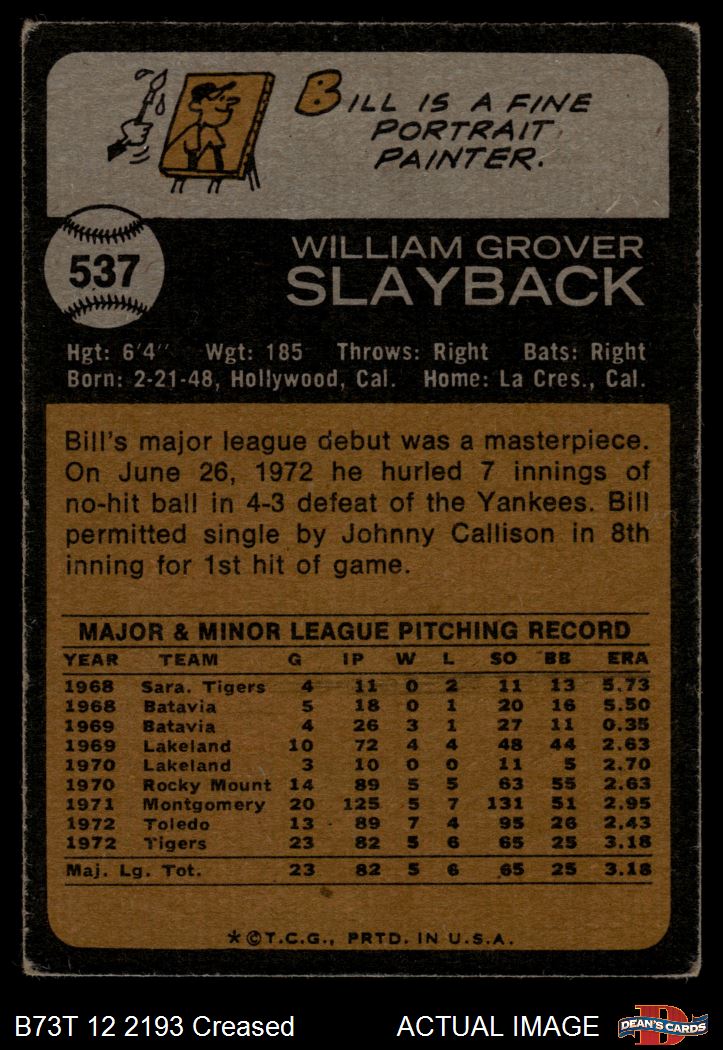 BILL IS A FINE
PORTRAIT
PAINTER.
537
WILLIAM GROVER
SLAYBACK
Hgt: 6'4" Wgt: 185 Throws: Right Bats: Right
Born: 2-21-48, Hollywood, Cal. Home: La Cres., Cal.
Bill's major league debut was a masterpiece.
On June 26, 1972 he hurled 7 innings of
no-hit ball in 4-3 defeat of the Yankees. Bill
permitted single by Johnny Callison in 8th
inning for 1st hit of game.
MAJOR & MINOR LEAGUE PITCHING RECORD
YEAR TEAM G IP W L SO BB ERA
1968 Sara. Tigers 4 11 0 2 11 13 5.73
1968 Batavia 5 18 0 1 20 16 5.50
1969 Batavia 4 26 3 1 27 11 0.35
1969 Lakeland 10 72 4 4 48 44 2.63
1970 Lakeland 3 10 0 0 11 5 2.70
1970 Rocky Mount 14 89 5 5 63 55 2.63
1971 Montgomery 20 125 5 7 131 51 2.95
1972 Toledo 13 89 7 4 95 26 2.43
1972 Tigers 23 82 5 6 65 25 3.18
Maj. Lg. Tot. 23 82 5 6 65 25 3.18
*©T.C.G., PRTD. IN U.S.A.
B73T 12 2193 Creased ACTUAL IMAGE
D
DEAN'S CARDS